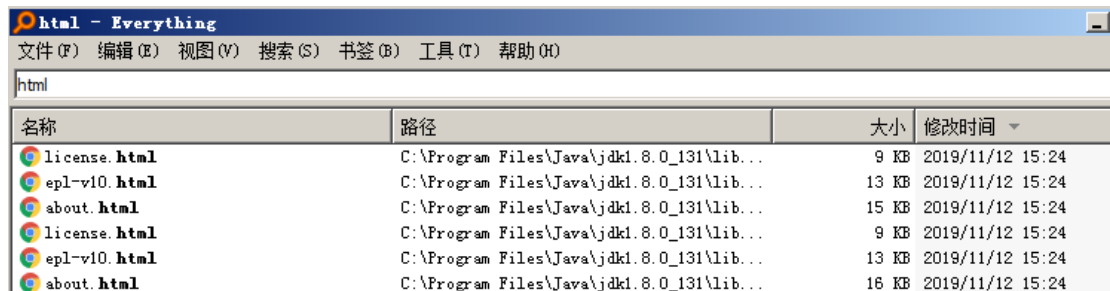 html - Everything
文件(F) 编辑(E) 视图(V) 搜索(S) 书签(B) 工具(T) 帮助(H)
html
名称 路径 大小 修改时间
license.html C:\Program Files\Java\jdk1.8.0_131\lib... 9 KB 2019/11/12 15:24
epl-v10.html C:\Program Files\Java\jdk1.8.0_131\lib... 13 KB 2019/11/12 15:24
about.html C:\Program Files\Java\jdk1.8.0_131\lib... 15 KB 2019/11/12 15:24
license.html C:\Program Files\Java\jdk1.8.0_131\lib... 9 KB 2019/11/12 15:24
epl-v10.html C:\Program Files\Java\jdk1.8.0_131\lib... 13 KB 2019/11/12 15:24
about.html C:\Program Files\Java\jdk1.8.0_131\lib... 16 KB 2019/11/12 15:24